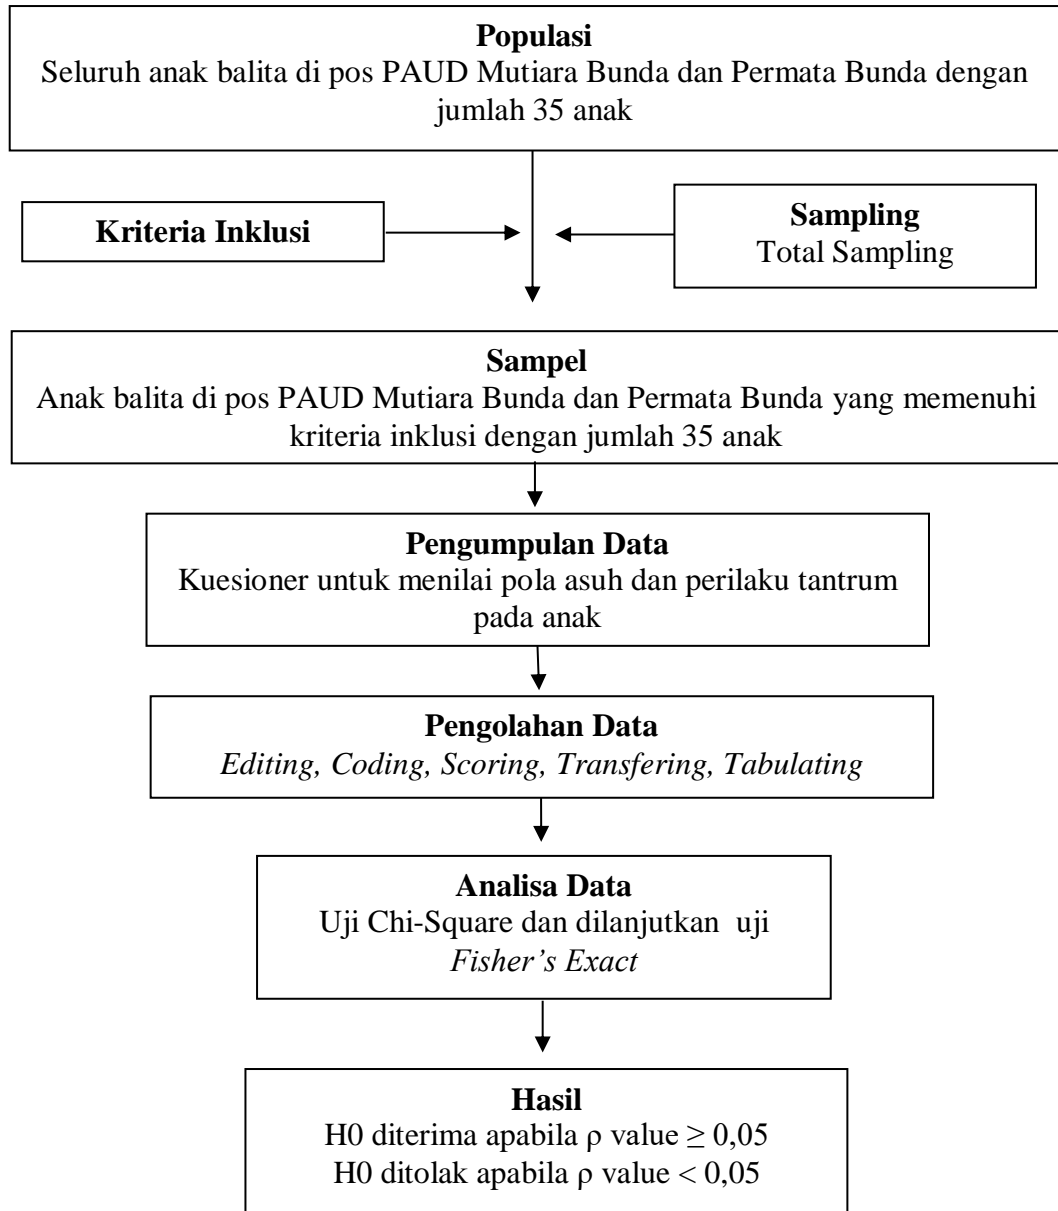 Populasi
Seluruh anak balita di pos PAUD Mutiara Bunda dan Permata Bunda dengan
jumlah 35 anak
Kriteria Inklusi
Sampling
Total Sampling
Sampel
Anak balita di pos PAUD Mutiara Bunda dan Permata Bunda yang memenuhi
kriteria inklusi dengan jumlah 35 anak
Pengumpulan Data
Kuesioner untuk menilai pola asuh dan perilaku tantrum
pada anak
Pengolahan Data
Editing, Coding, Scoring, Transfering, Tabulating
Analisa Data
Uji Chi-Square dan dilanjutkan uji
Fisher’s Exact
Hasil
H0 diterima apabila ρ value ≥ 0,05
H0 ditolak apabila ρ value < 0,05